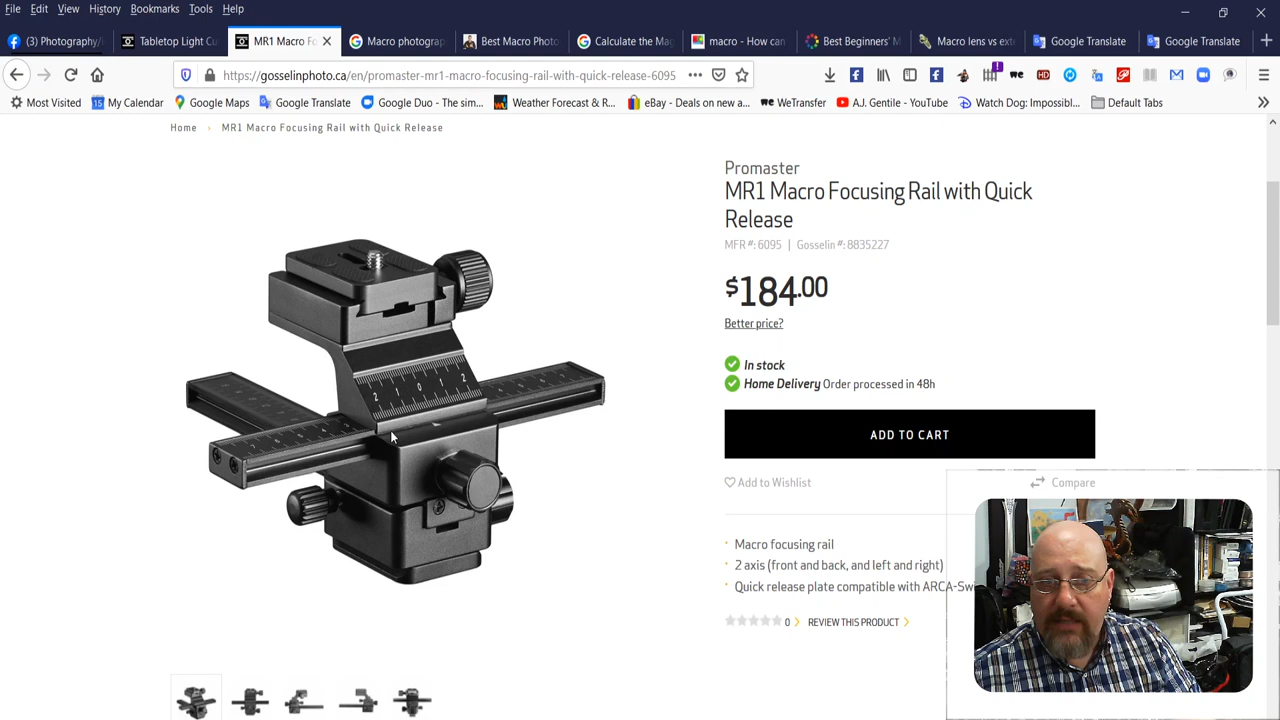 File Edit View History Bookmarks Tools Help
(3) Photography/
Tabletop Light Cu
MR1 Macro Fo
Macro photograp
Best Macro Photo
Calculate the M
macro - How can
Best Beginners' M
Macro lens vs ext
Google Translate
Google Translate
https://gosselinphoto.ca/en/promaster-mr1-macro-focusing-rail-with-quick-release-6095
Most Visited
My Calendar
Google Maps
Google Translate
Google Duo - The sim...
Weather Forecast & R...
eBay - Deals on new a...
WeTransfer
A.J. Gentile - YouTube
Watch Dog: Impossibl...
Default Tabs
Home MR1 Macro Focusing Rail with Quick Release
Promaster
MR1 Macro Focusing Rail with Quick
Release
MFR #: 6095 | Gosselin #: 8835227
$184.00
Better price?
In stock
Home Delivery Order processed in 48h
ADD TO CART
Add to Wishlist
Compare
Macro focusing rail
2 axis (front and back, and left and right)
Quick release plate compatible with ARCA-Sw
0 REVIEW THIS PRODUCT
2 1 0 1 2